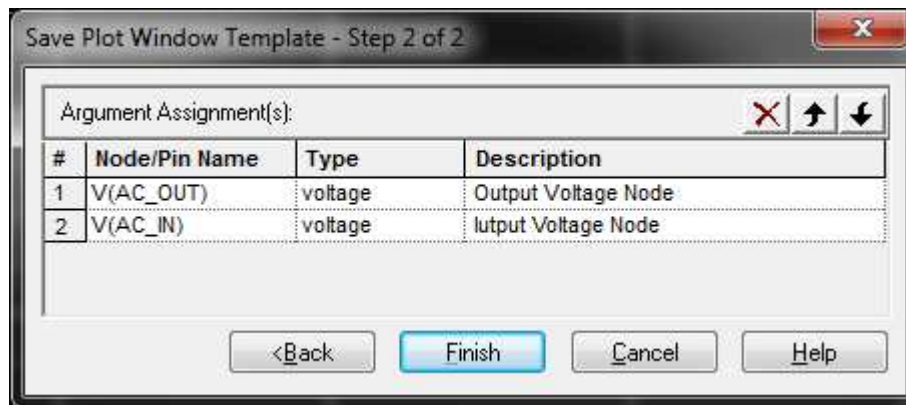 Save Plot Window Template - Step 2 of 2
Argument Assignment(s):
# Node/Pin Name Type Description
1 V(AC_OUT) voltage Output Voltage Node
2 V(AC_IN) voltage Iutput Voltage Node
<Back Finish Cancel Help